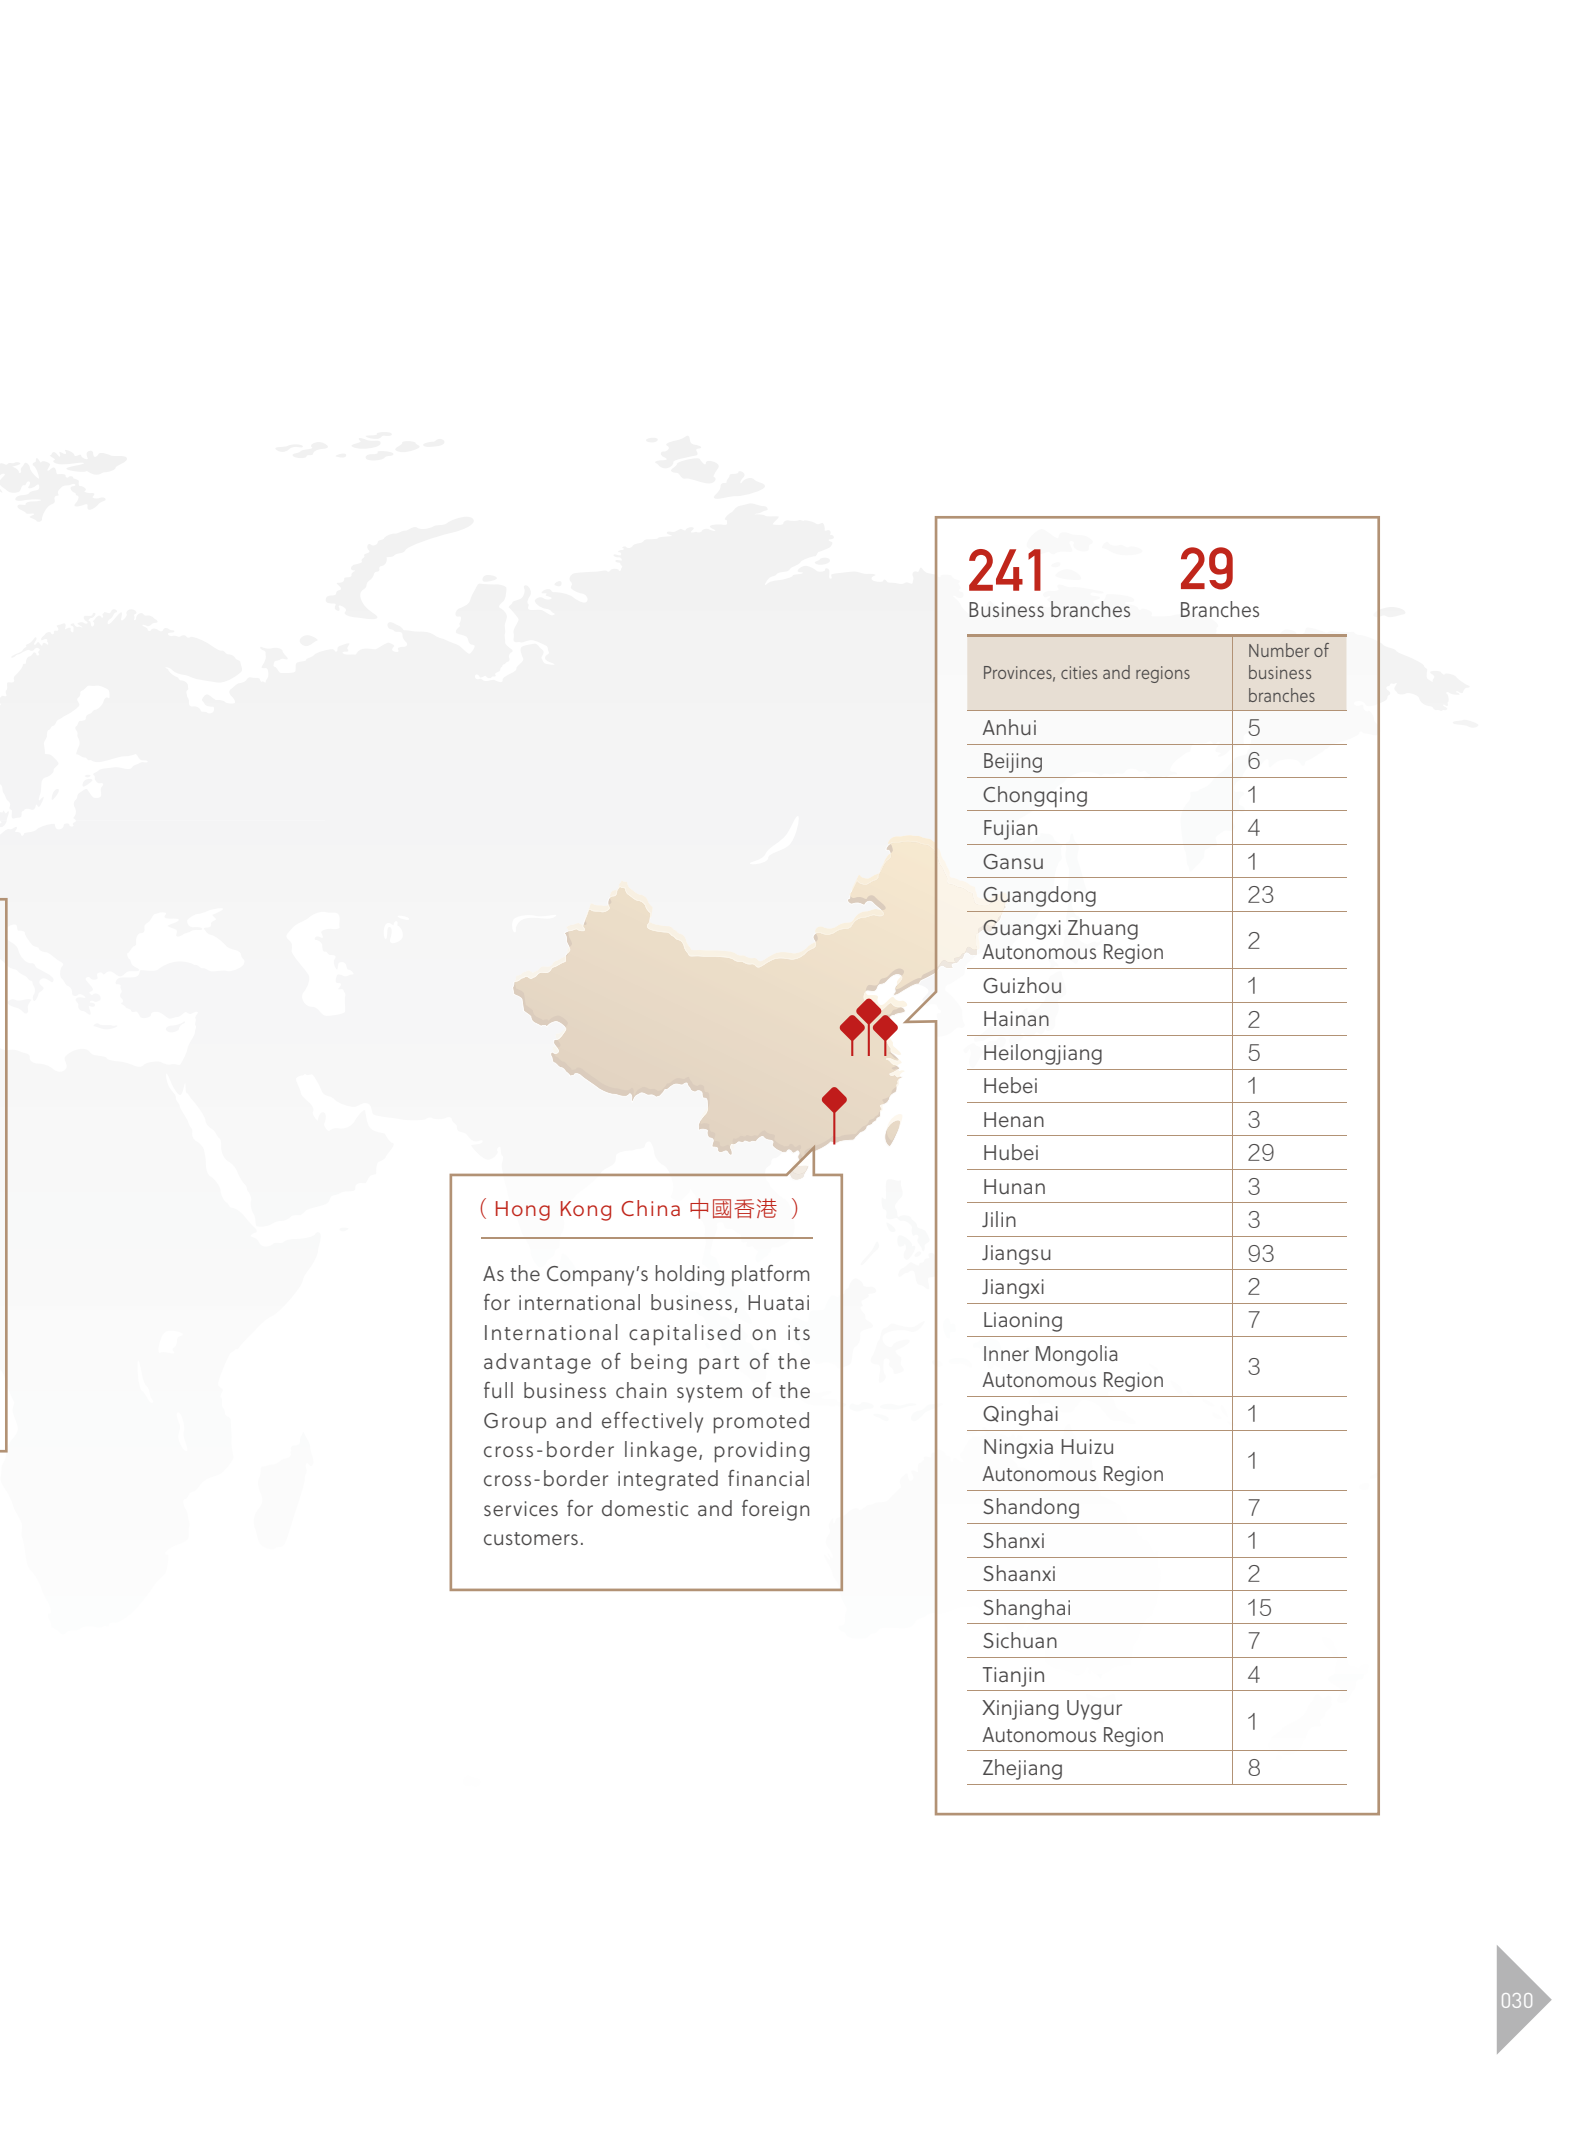 241
Business branches
29
Branches
Provinces, cities and regions
Number of
business
branches
Anhui 5
Beijing 6
Chongqing 1
Fujian 4
Gansu 1
Guangdong 23
Guangxi Zhuang
Autonomous Region 2
Guizhou 1
Hainan 2
Heilongjiang 5
Hebei 1
Henan 3
Hubei 29
Hunan 3
Jilin 3
Jiangsu 93
Jiangxi 2
Liaoning 7
Inner Mongolia
Autonomous Region 3
Qinghai 1
Ningxia Huizu
Autonomous Region 1
Shandong 7
Shanxi 1
Shaanxi 2
Shanghai 15
Sichuan 7
Tianjin 4
Xinjiang Uygur
Autonomous Region 1
Zhejiang 8
( Hong Kong China 中國香港 )
As the Company’s holding platform
for international business, Huatai
International capitalised on its
advantage of being part of the
full business chain system of the
Group and effectively promoted
cross-border linkage, providing
cross-border integrated financial
services for domestic and foreign
customers.
030